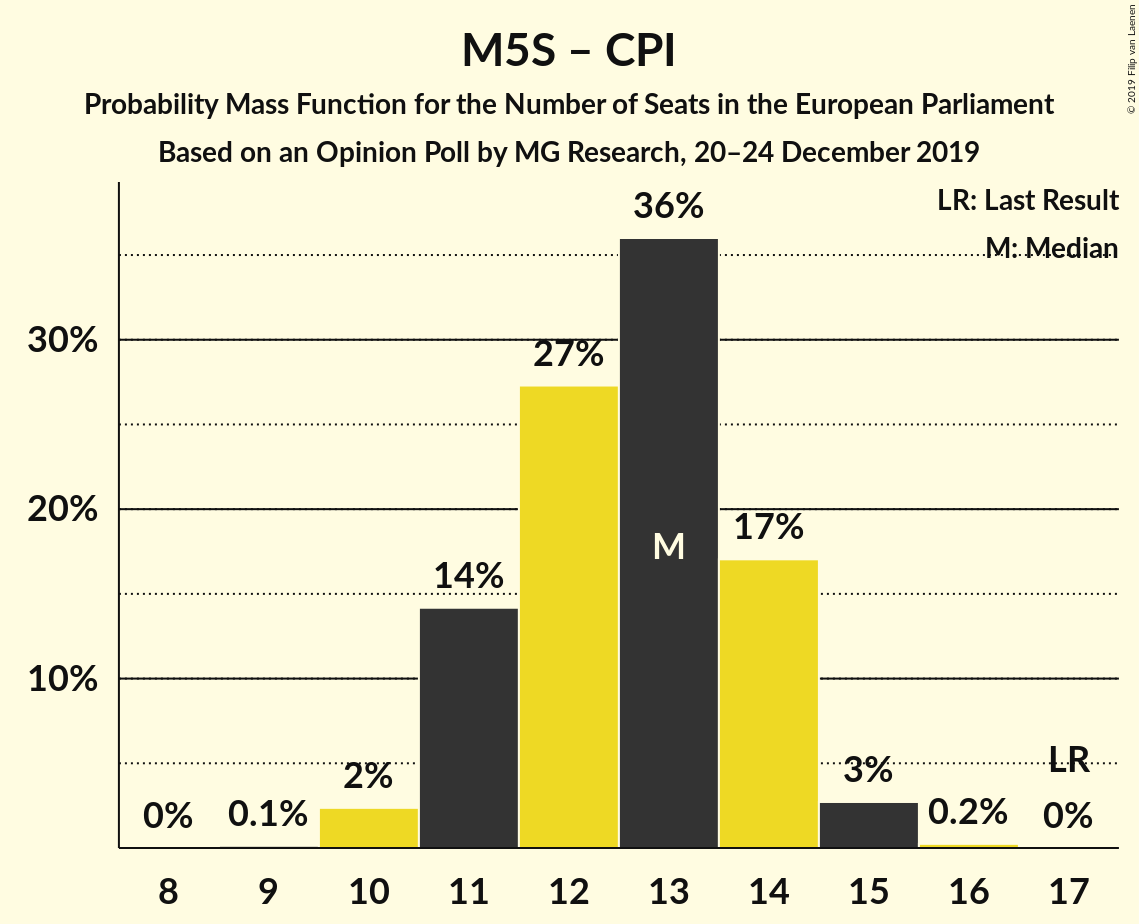 M5S – CPI
Probability Mass Function for the Number of Seats in the European Parliament
Based on an Opinion Poll by MG Research, 20–24 December 2019
© 2019 Filip van Laenen
LR: Last Result
M: Median
30%
20%
10%
0%
0.1%
2%
14%
27%
36%
M
17%
3%
0.2%
LR
0%
8 9 10 11 12 13 14 15 16 17